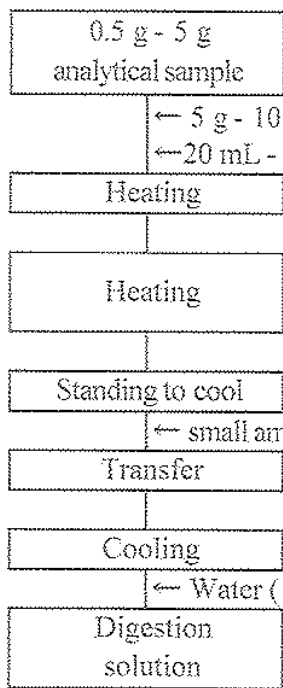 0.5 g - 5 g
analytical sample
← 5 g - 10
← 20 mL -
Heating
Heating
Standing to cool
← small am
Transfer
Cooling
← Water (
Digestion
solution